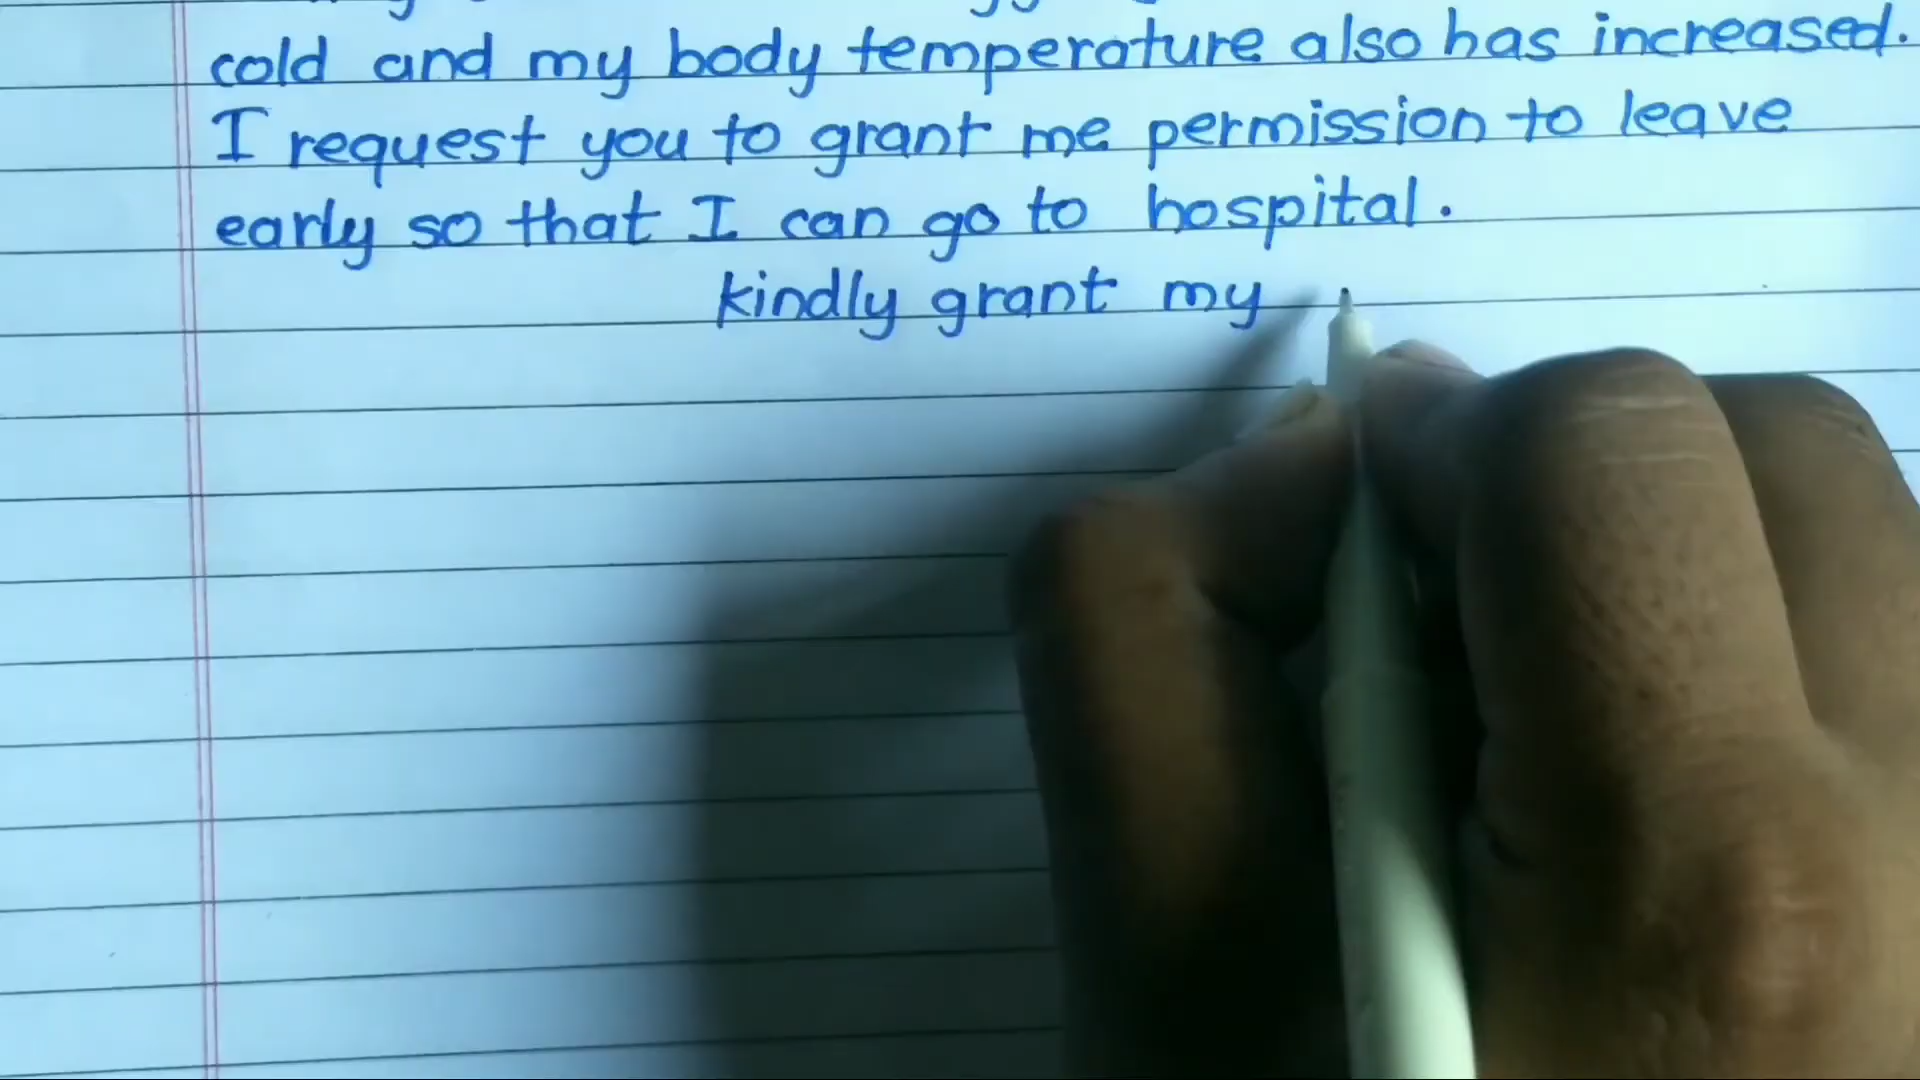 cold and my body temperature also has increased.
I request you to grant me permission to leave
early so that I can go to hospital.
kindly grant my